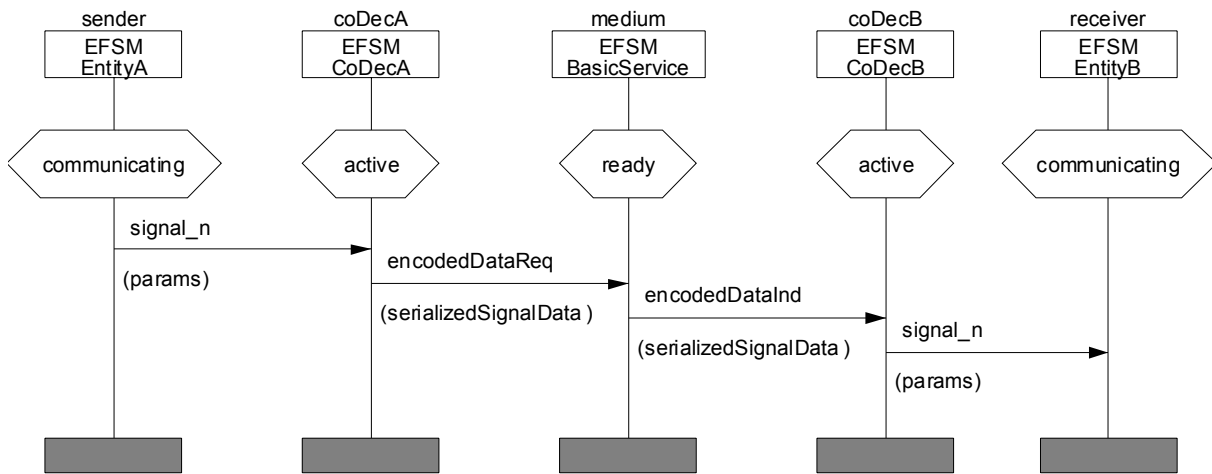 sender
coDecA
medium
coDecB
receiver
EFSM
EntityA
EFSM
CoDecA
EFSM
BasicService
EFSM
CoDecB
EFSM
EntityB
communicating
active
ready
active
communicating
signal_n
(params)
encodedDataReq
(serializedSignalData )
encodedDataInd
(serializedSignalData )
signal_n
(params)